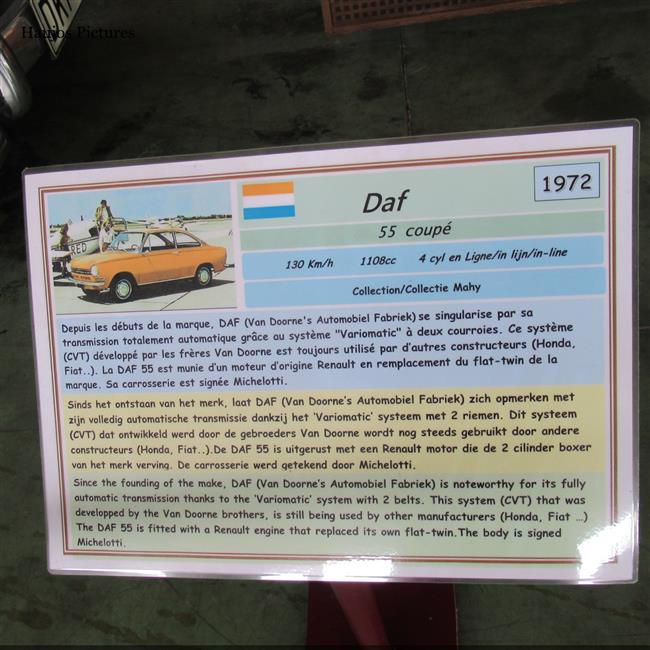 Haujos Pictures
Daf
1972
55 coupé
130 Km/h 1108cc 4 cyl en Ligne/in lijn/in-line
Collection/Collectie Mahy
Depuis les débuts de la marque, DAF (Van Doorne's Automobiel Fabriek) se singularise par sa
transmission totalement automatique grâce au système "Variomatic" à deux courroies. Ce système
(CVT) développé par les frères Van Doorne est toujours utilisé par d'autres constructeurs (Honda,
Fiat..). La DAF 55 est munie d'un moteur d'origine Renault en remplacement du flat-twin de la
marque. Sa carrosserie est signée Michelotti.
Sinds het ontstaan van het merk, laat DAF (Van Doorne's Automobiel Fabriek) zich opmerken met
zijn volledig automatische transmissie dankzij het 'Variomatic' systeem met 2 riemen. Dit systeem
(CVT) dat ontwikkeld werd door de gebroeders Van Doorne wordt nog steeds gebruikt door andere
constructeurs (Honda, Fiat..).De DAF 55 is uitgerust met een Renault motor die de 2 cilinder boxer
van het merk verving. De carrosserie werd getekend door Michelotti.
Since the founding of the make, DAF (Van Doorne's Automobiel Fabriek) is noteworthy for its fully
automatic transmission thanks to the 'Variomatic' system with 2 belts. This system (CVT) that was
developped by the Van Doorne brothers, is still being used by other manufacturers (Honda, Fiat ...)
The DAF 55 is fitted with a Renault engine that replaced its own flat-twin.The body is signed
Michelotti.